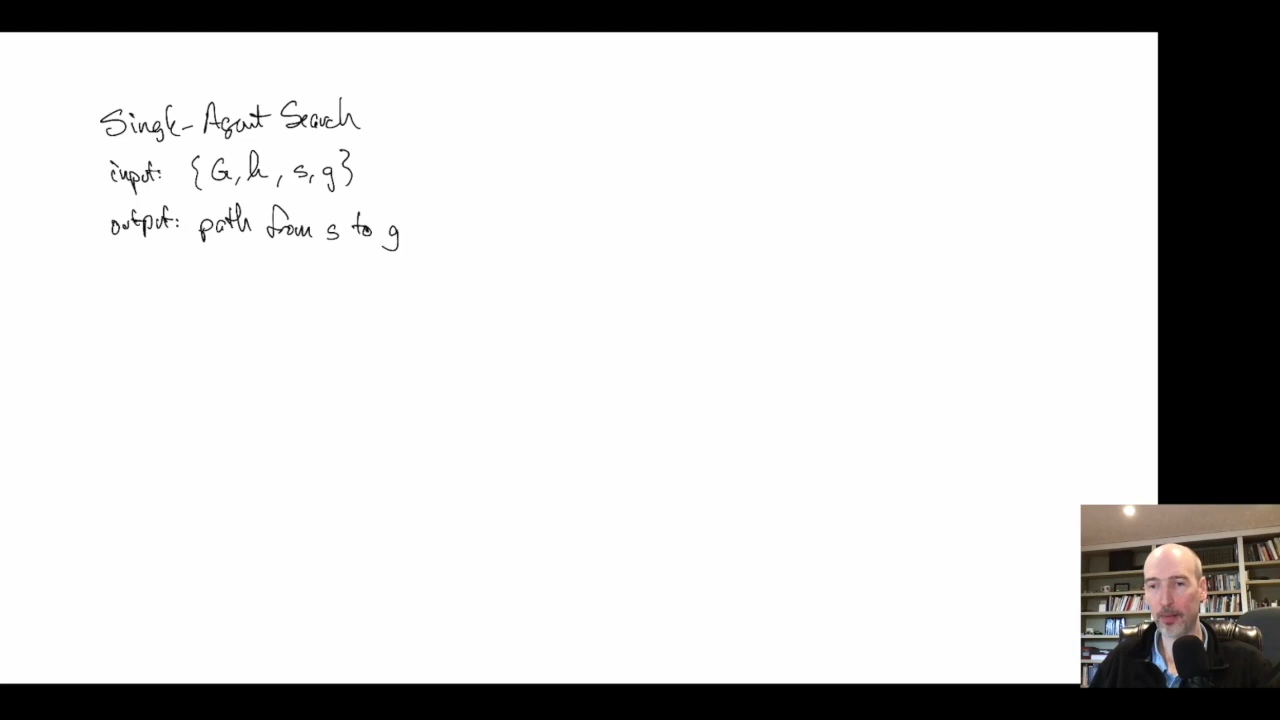 Single-Agent Search
input: {G, h, s, g}
output: path from s to g